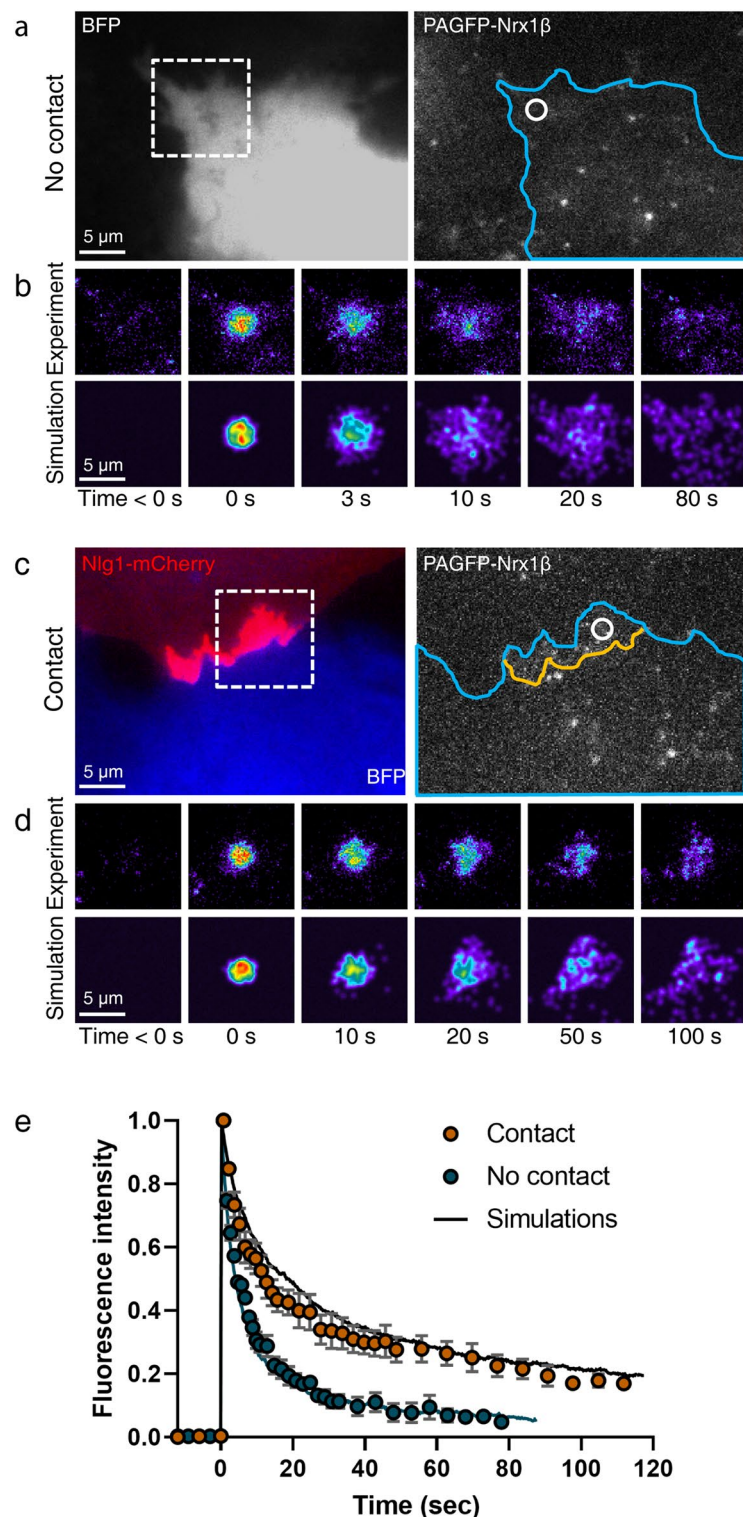 a
BFP
PAGFP-Nrx1β
No contact
5 µm
b
Experiment
Simulation
5 µm
Time < 0 s
0 s
3 s
10 s
20 s
80 s
c
Nlg1-mCherry
PAGFP-Nrx1β
Contact
5 µm
BFP
d
Experiment
Simulation
5 µm
Time < 0 s
0 s
10 s
20 s
50 s
100 s
e
Fluorescence intensity
1.0
0.8
0.6
0.4
0.2
0.0
Contact
No contact
Simulations
0
20
40
60
80
100
120
Time (sec)